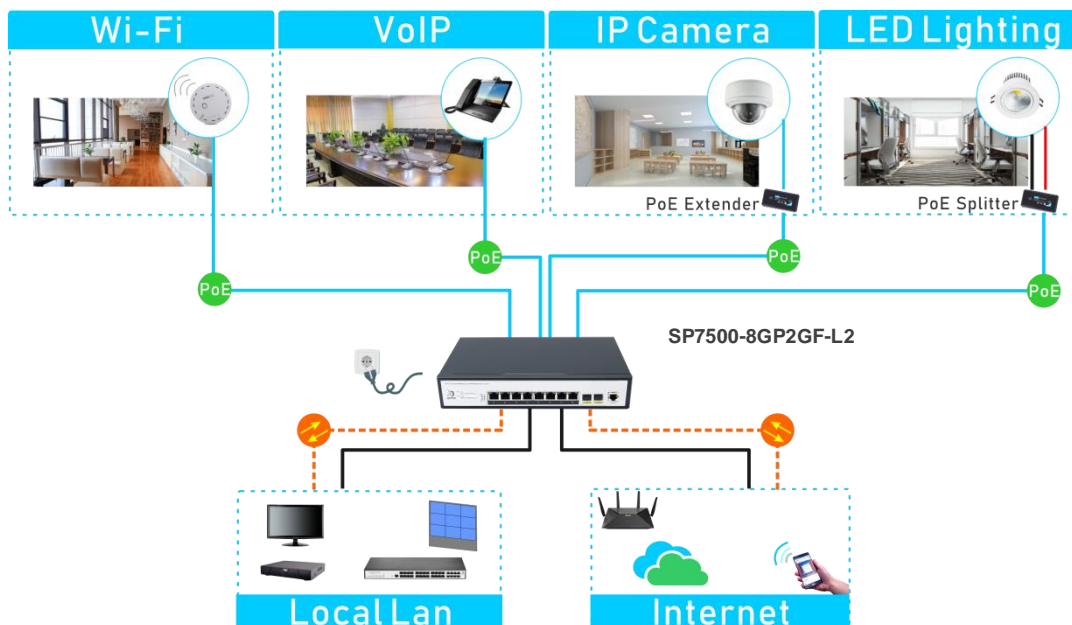 Wi-Fi
VoIP
IP Camera
LED Lighting
PoE Extender
PoE Splitter
PoE
PoE
PoE
PoE
SP7500-8GP2GF-L2
Local Lan
Internet